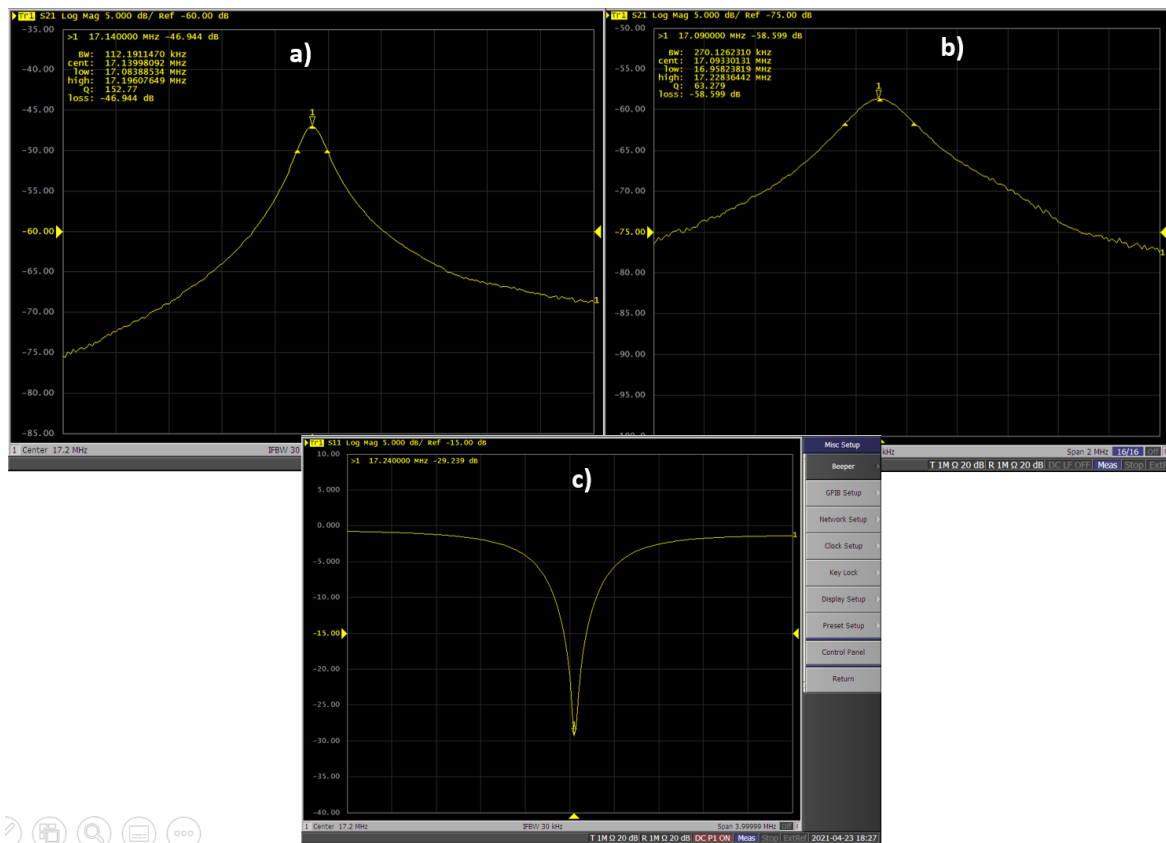 Tr1 S21 Log Mag 5.000 dB/ Ref -60.00 dB
-35.00
>1 17.140000 MHz -46.944 dB
a)
BW: 112.1911470 kHz
cent: 17.13998092 MHz
low: 17.08388534 MHz
high: 17.19607649 MHz
Q: 152.77
loss: -46.944 dB
-40.00
-45.00
1
-50.00
-55.00
-60.00
-65.00
1
-70.00
-75.00
-80.00
-85.00
1 Center 17.2 MHz
IFBW 30
Tr1 S21 Log Mag 5.000 dB/ Ref -75.00 dB
-50.00
>1 17.090000 MHz -58.599 dB
b)
BW: 270.1262310 kHz
cent: 17.09330131 MHz
low: 16.95823819 MHz
high: 17.22836442 MHz
Q: 63.279
loss: -58.599 dB
-55.00
1
-60.00
-65.00
-70.00
-75.00
1
-80.00
-85.00
-90.00
-95.00
kHz
Span 2 MHz 16/16 Off
T 1M Ω 20 dB R 1M Ω 20 dB DC LF OFF Meas Stop ExtRef
Tr1 S11 Log Mag 5.000 dB/ Ref -15.00 dB
10.00
>1 17.240000 MHz -29.239 dB
c)
5.000
0.000
1
-5.000
-10.00
-15.00
-20.00
-25.00
1
-30.00
-35.00
-40.00
1 Center 17.2 MHz
IFBW 30 kHz
Span 3.99999 MHz Off !
T 1M Ω 20 dB R 1M Ω 20 dB DC P1 ON Meas Stop ExtRef 2021-04-23 18:27
Misc Setup
Beeper
GPIB Setup
Network Setup
Clock Setup
Key Lock
Display Setup
Preset Setup
Control Panel
Return